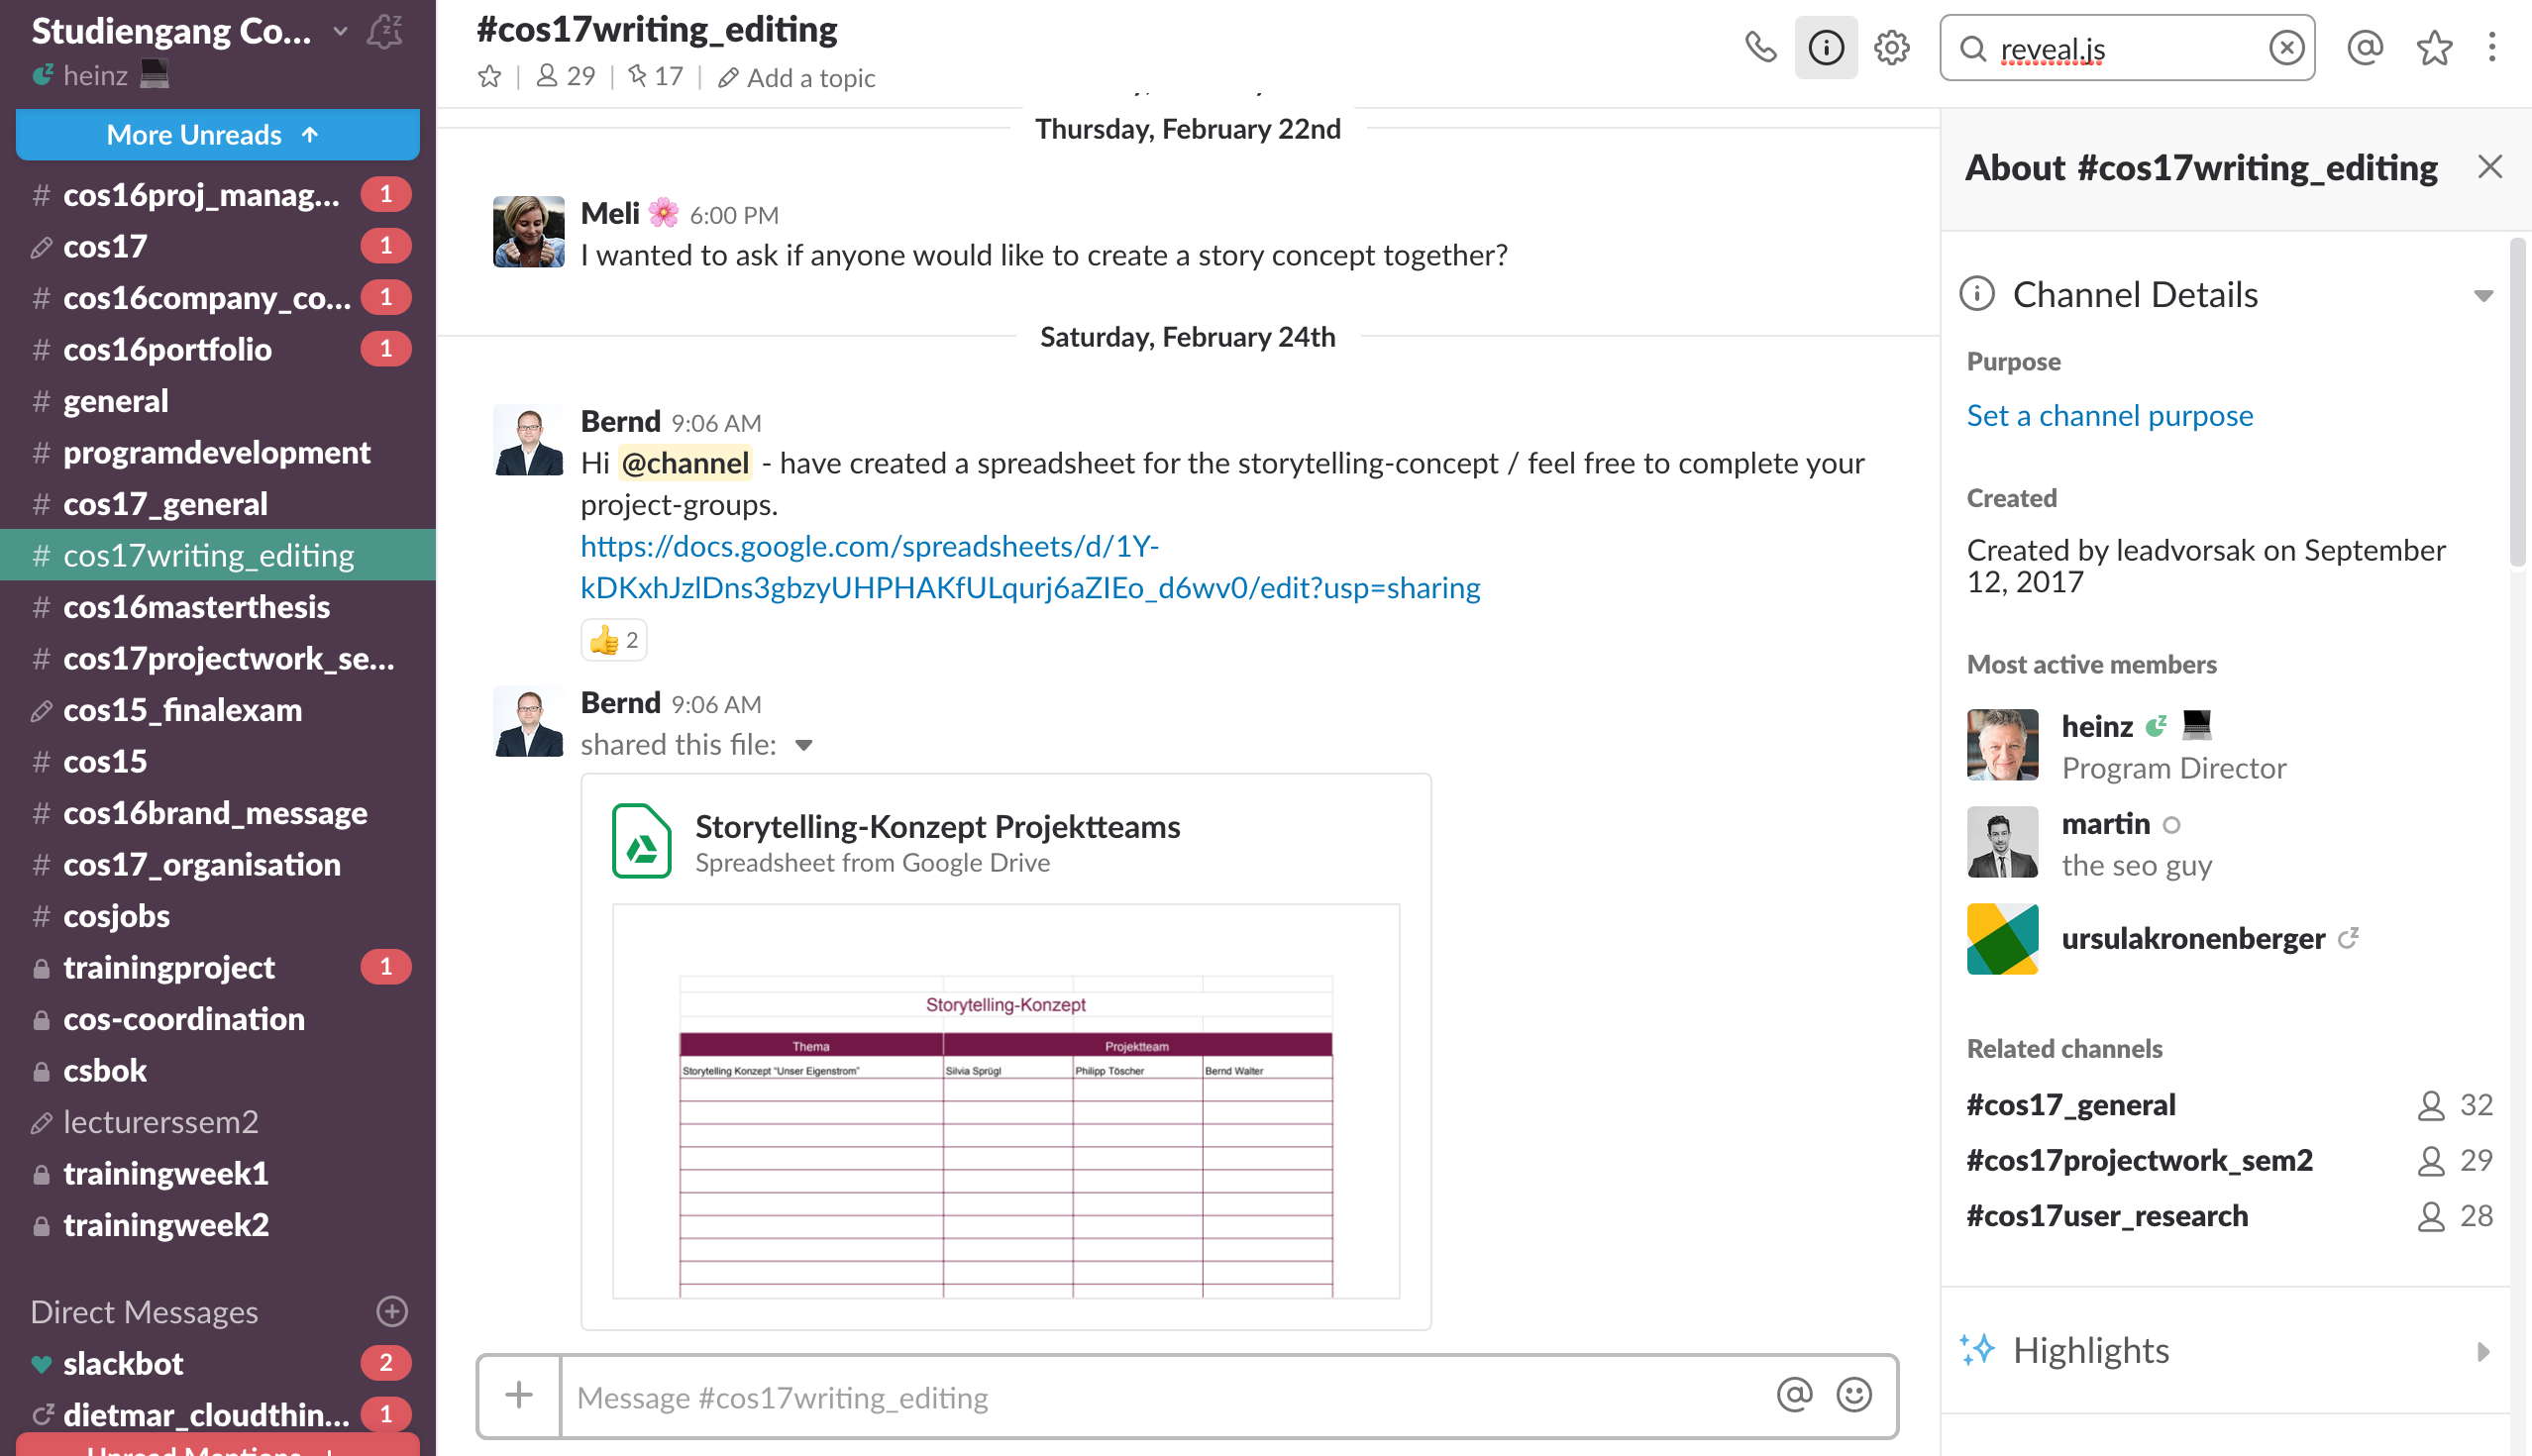 Studiengang Co...
heinz
More Unreads ↑
# cos16proj_manag... 1
cos17 1
# cos16company_co... 1
# cos16portfolio 1
# general
# programdevelopment
# cos17_general
# cos17writing_editing
# cos16masterthesis
# cos17projectwork_se...
cos15_finalexam
# cos15
# cos16brand_message
# cos17_organisation
# cosjobs
trainingproject 1
cos-coordination
csbok
lecturerssem2
trainingweek1
trainingweek2
Direct Messages
slackbot 2
dietmar_cloudthin... 1
Unread Mentions
#cos17writing_editing
29 | 17 | Add a topic
reveal.js
Thursday, February 22nd
Meli 6:00 PM
I wanted to ask if anyone would like to create a story concept together?
Saturday, February 24th
Bernd 9:06 AM
Hi @channel - have created a spreadsheet for the storytelling-concept / feel free to complete your
project-groups.
https://docs.google.com/spreadsheets/d/1Y-
kDKxhJzlDns3gbzyUHPHAKfULqurj6aZIEo_d6wv0/edit?usp=sharing
2
Bernd 9:06 AM
shared this file:
Storytelling-Konzept Projektteams
Spreadsheet from Google Drive
Storytelling-Konzept
Thema Projektteam
Storytelling Konzept "Unser Eigenstrom" Silvia Sprügl Philipp Töscher Bernd Walter
Message #cos17writing_editing
About #cos17writing_editing
Channel Details
Purpose
Set a channel purpose
Created
Created by leadvorsak on September
12, 2017
Most active members
heinz
Program Director
martin
the seo guy
ursulakronenberger
Related channels
#cos17_general 32
#cos17projectwork_sem2 29
#cos17user_research 28
Highlights